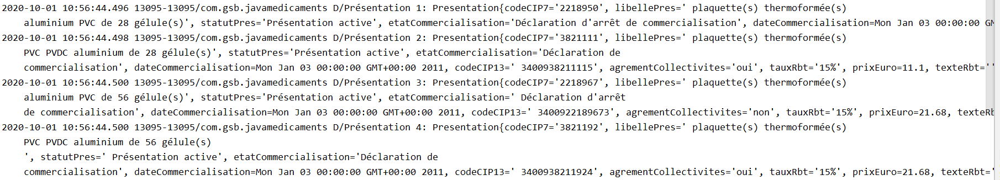 2020-10-01 10:56:44.496 13095-13095/com.gsb.javamedicaments D/Présentation 1: Presentation{codeCIP7='2218950', libellePres=' plaquette(s) thermoformée(s)
aluminium PVC de 28 gélule(s)', statutPres='Présentation active', etatCommercialisation='Déclaration d'arrêt de commercialisation', dateCommercialisation=Mon Jan 03 00:00:00 GM
2020-10-01 10:56:44.498 13095-13095/com.gsb.javamedicaments D/Présentation 2: Presentation{codeCIP7='3821111', libellePres=' plaquette(s) thermoformée(s)
PVC PVDC aluminium de 28 gélule(s)', statutPres='Présentation active', etatCommercialisation='Déclaration de
commercialisation', dateCommercialisation=Mon Jan 03 00:00:00 GMT+00:00 2011, codeCIP13=' 3400938211115', agrementCollectivites='oui', tauxRbt='15%', prixEuro=11.1, texteRbt=''
2020-10-01 10:56:44.500 13095-13095/com.gsb.javamedicaments D/Présentation 3: Presentation{codeCIP7='2218967', libellePres=' plaquette(s) thermoformée(s)
aluminium PVC de 56 gélule(s)', statutPres='Présentation active', etatCommercialisation=' Déclaration d'arrêt
de commercialisation', dateCommercialisation=Mon Jan 03 00:00:00 GMT+00:00 2011, codeCIP13=' 3400922189673', agrementCollectivites='non', tauxRbt='15%', prixEuro=21.68, texteRb
2020-10-01 10:56:44.500 13095-13095/com.gsb.javamedicaments D/Présentation 4: Presentation{codeCIP7='3821192', libellePres=' plaquette(s) thermoformée(s)
PVC PVDC aluminium de 56 gélule(s)
', statutPres=' Présentation active', etatCommercialisation='Déclaration de
commercialisation', dateCommercialisation=Mon Jan 03 00:00:00 GMT+00:00 2011, codeCIP13=' 3400938211924', agrementCollectivites='oui', tauxRbt='15%', prixEuro=21.68, texteRbt='